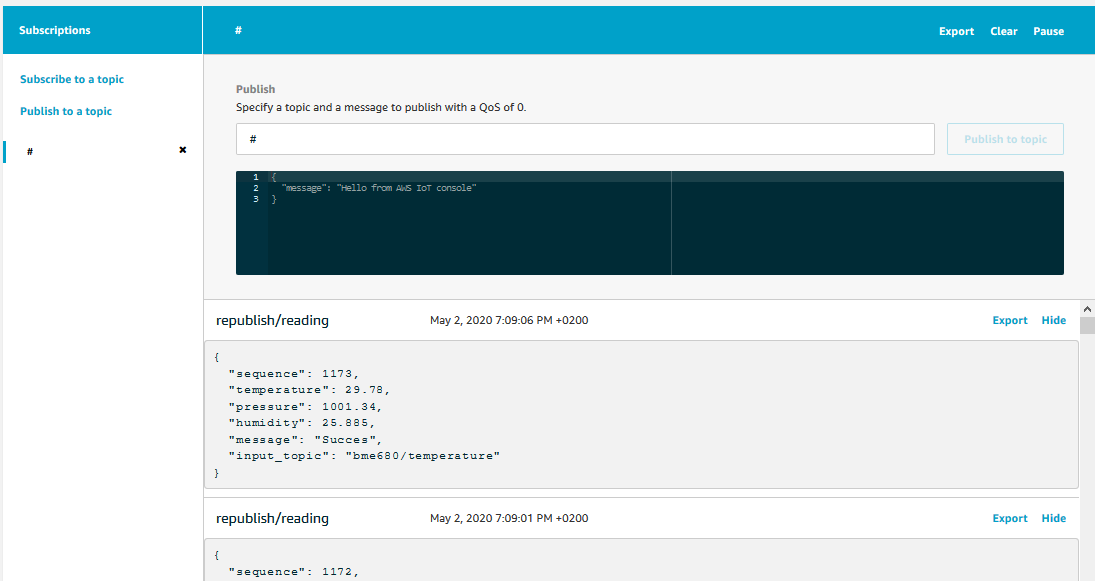 Subscriptions
#
Export Clear Pause
Subscribe to a topic
Publish to a topic
# ✖
Publish
Specify a topic and a message to publish with a QoS of 0.
#
Publish to topic
1 {
2 "message": "Hello from AWS IoT console"
3 }
republish/reading May 2, 2020 7:09:06 PM +0200 Export Hide
{
"sequence": 1173,
"temperature": 29.78,
"pressure": 1001.34,
"humidity": 25.885,
"message": "Succes",
"input_topic": "bme680/temperature"
}
republish/reading May 2, 2020 7:09:01 PM +0200 Export Hide
{
"sequence": 1172,